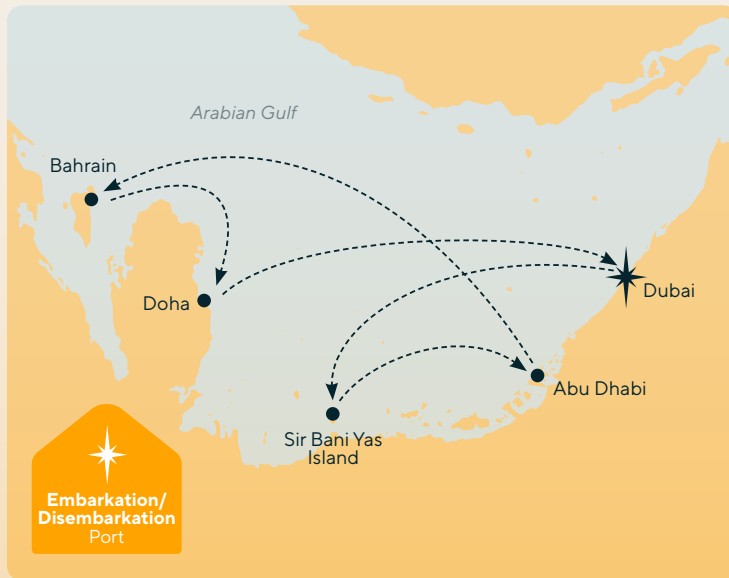 Arabian Gulf
Bahrain
Doha
Dubai
Abu Dhabi
Sir Bani Yas
Island
Embarkation/
Disembarkation
Port